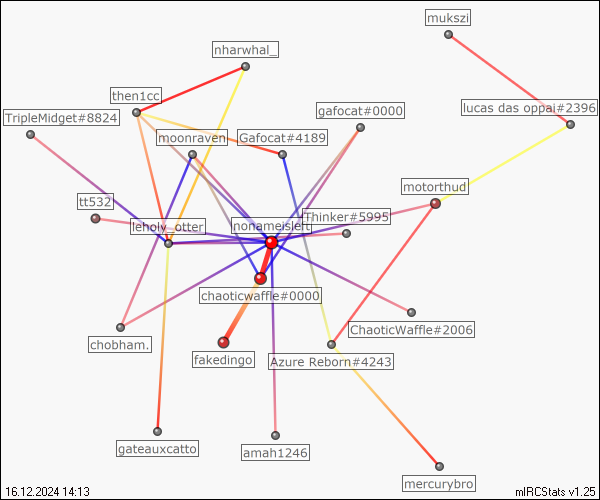 mukszi
nharwhal_
then1cc
lucas das oppai#2396
gafocat#0000
TripleMidget#8824
moonraven
Gafocat#4189
motorthud
tt532
Thinker#5995
leholy_otter
chaoticwaffle#0000
ChaoticWaffle#2006
chobham.
fakedingo
Azure Reborn#4243
gateauxcatto
amah1246
mercurybro
16.12.2024 14:13
mIRCStats v1.25